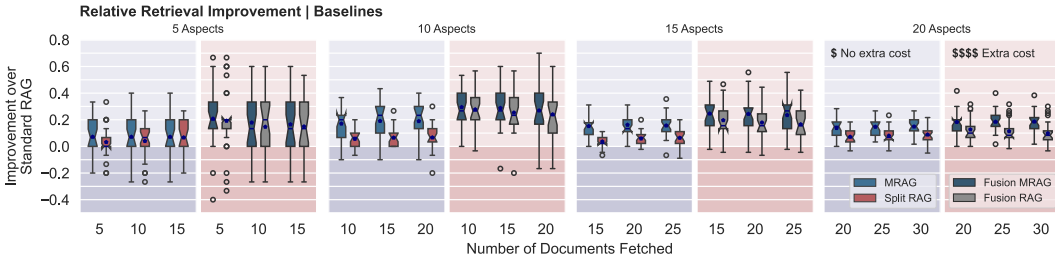 Relative Retrieval Improvement | Baselines
5 Aspects
10 Aspects
15 Aspects
20 Aspects
Improvement over
Standard RAG
0.8
0.6
0.4
0.2
0.0
−0.2
−0.4
$ No extra cost
$$$$ Extra cost
MRAG
Split RAG
Fusion MRAG
Fusion RAG
5 10 15 5 10 15
10 15 20 10 15 20
15 20 25 15 20 25
20 25 30 20 25 30
Number of Documents Fetched